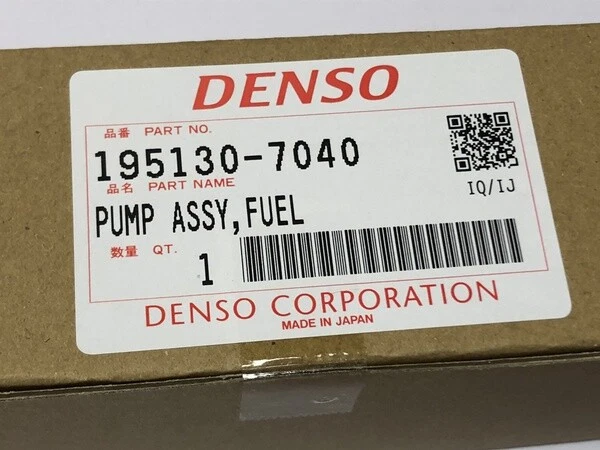 DENSO
品番 PART NO.
195130-7040
品名 PART NAME
IQ/IJ
PUMP ASSY,FUEL
数量 QT.
1
DENSO CORPORATION
MADE IN JAPAN